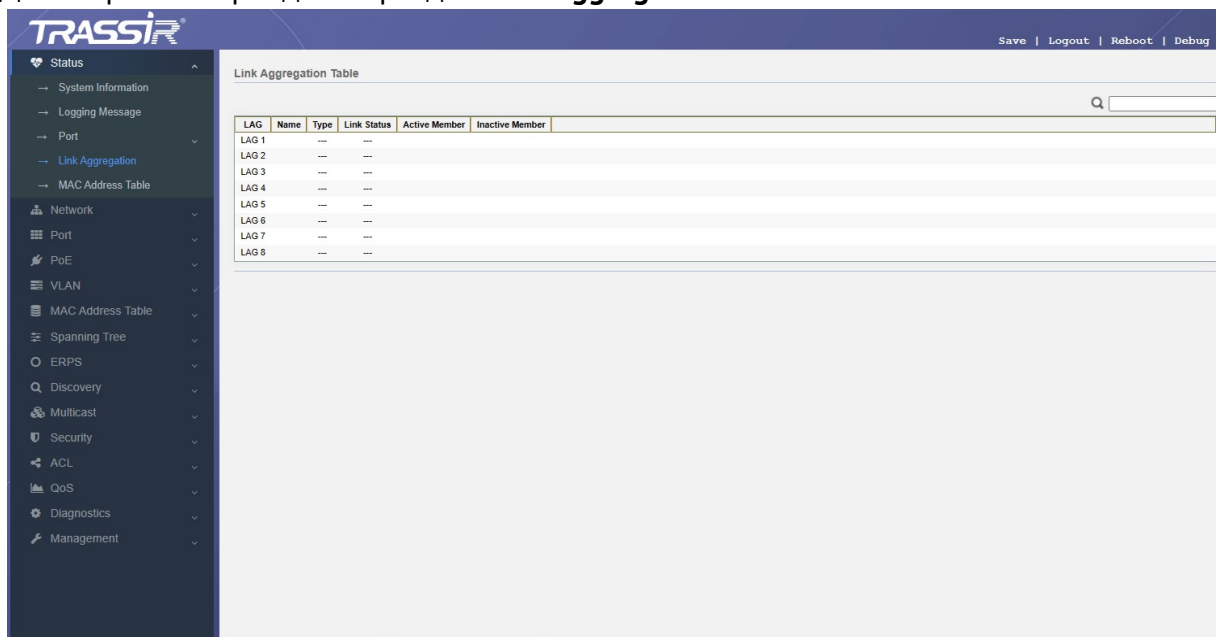 TRASSIR
Save | Logout | Reboot | Debug
Status
→ System Information
→ Logging Message
→ Port
→ Link Aggregation
→ MAC Address Table
Network
Port
PoE
VLAN
MAC Address Table
Spanning Tree
ERPS
Discovery
Multicast
Security
ACL
QoS
Diagnostics
Management
Link Aggregation Table
LAG Name Type Link Status Active Member Inactive Member
LAG 1 --- ---
LAG 2 --- ---
LAG 3 --- ---
LAG 4 --- ---
LAG 5 --- ---
LAG 6 --- ---
LAG 7 --- ---
LAG 8 --- ---